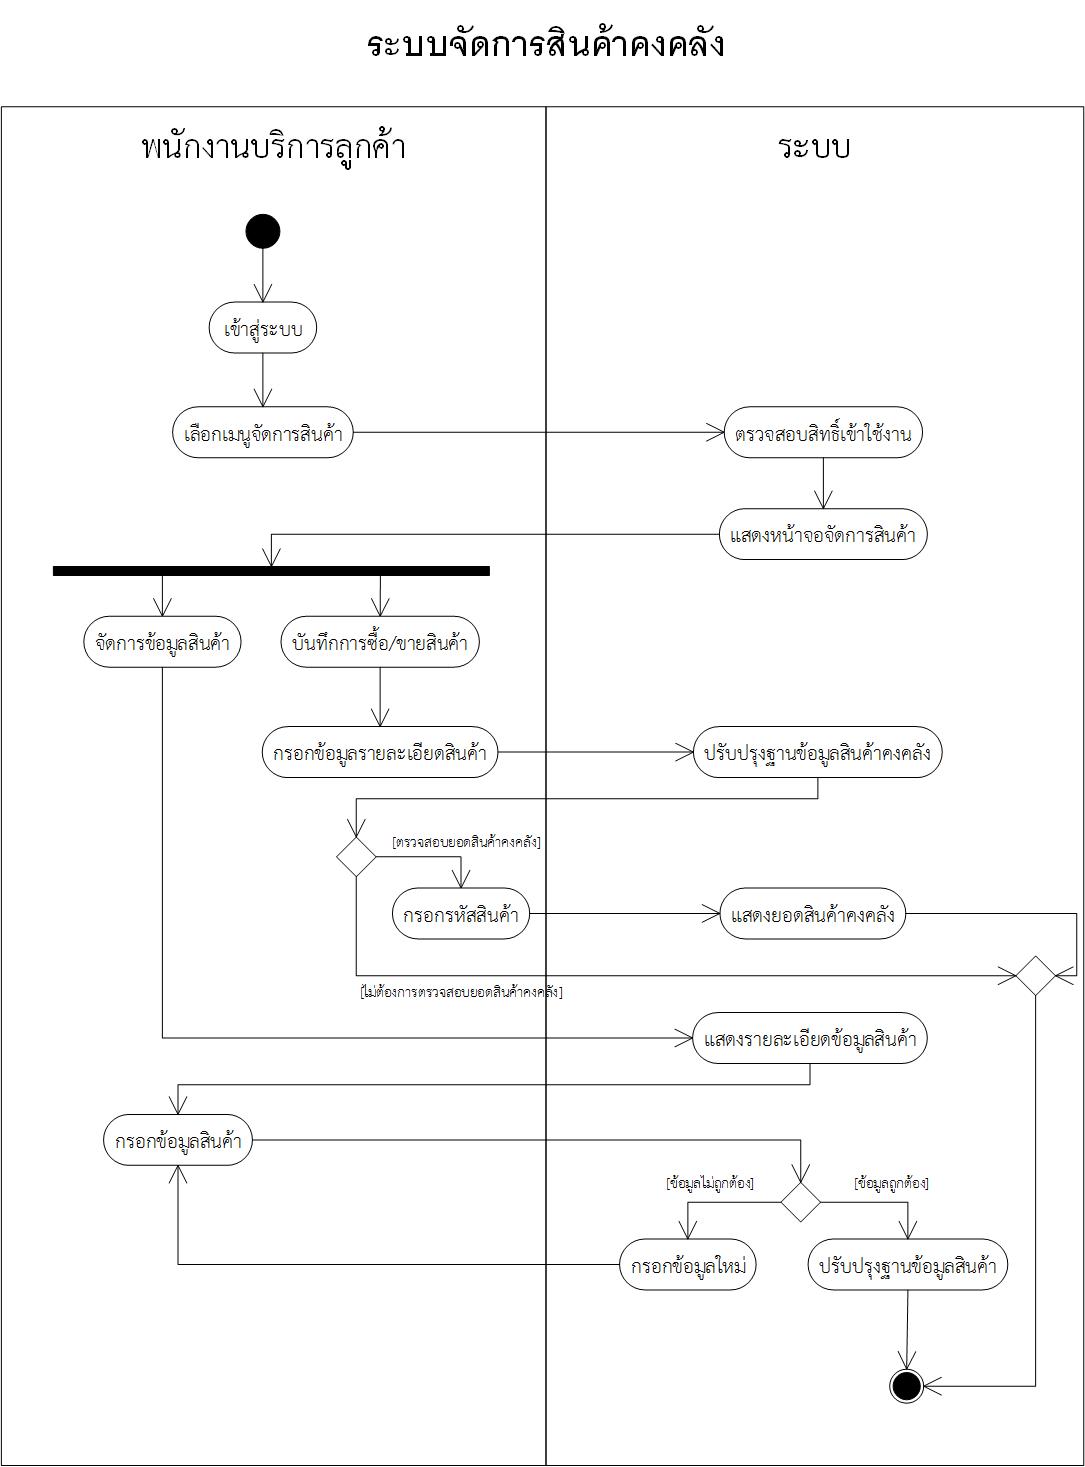 ระบบจัดการสินค้าคงคลัง
พนักงานบริการลูกค้า
ระบบ
เข้าสู่ระบบ
เลือกเมนูจัดการสินค้า
ตรวจสอบสิทธิ์เข้าใช้งาน
แสดงหน้าจอจัดการสินค้า
จัดการข้อมูลสินค้า
บันทึกการซื้อ/ขายสินค้า
กรอกข้อมูลรายละเอียดสินค้า
ปรับปรุงฐานข้อมูลสินค้าคงคลัง
[ตรวจสอบยอดสินค้าคงคลัง]
กรอกรหัสสินค้า
แสดงยอดสินค้าคงคลัง
[ไม่ต้องการตรวจสอบยอดสินค้าคงคลัง]
แสดงรายละเอียดข้อมูลสินค้า
กรอกข้อมูลสินค้า
[ข้อมูลไม่ถูกต้อง]
[ข้อมูลถูกต้อง]
กรอกข้อมูลใหม่
ปรับปรุงฐานข้อมูลสินค้า